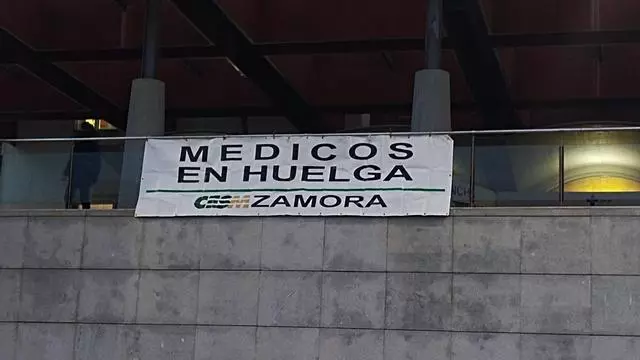 MEDICOS
EN HUELGA
CESM ZAMORA